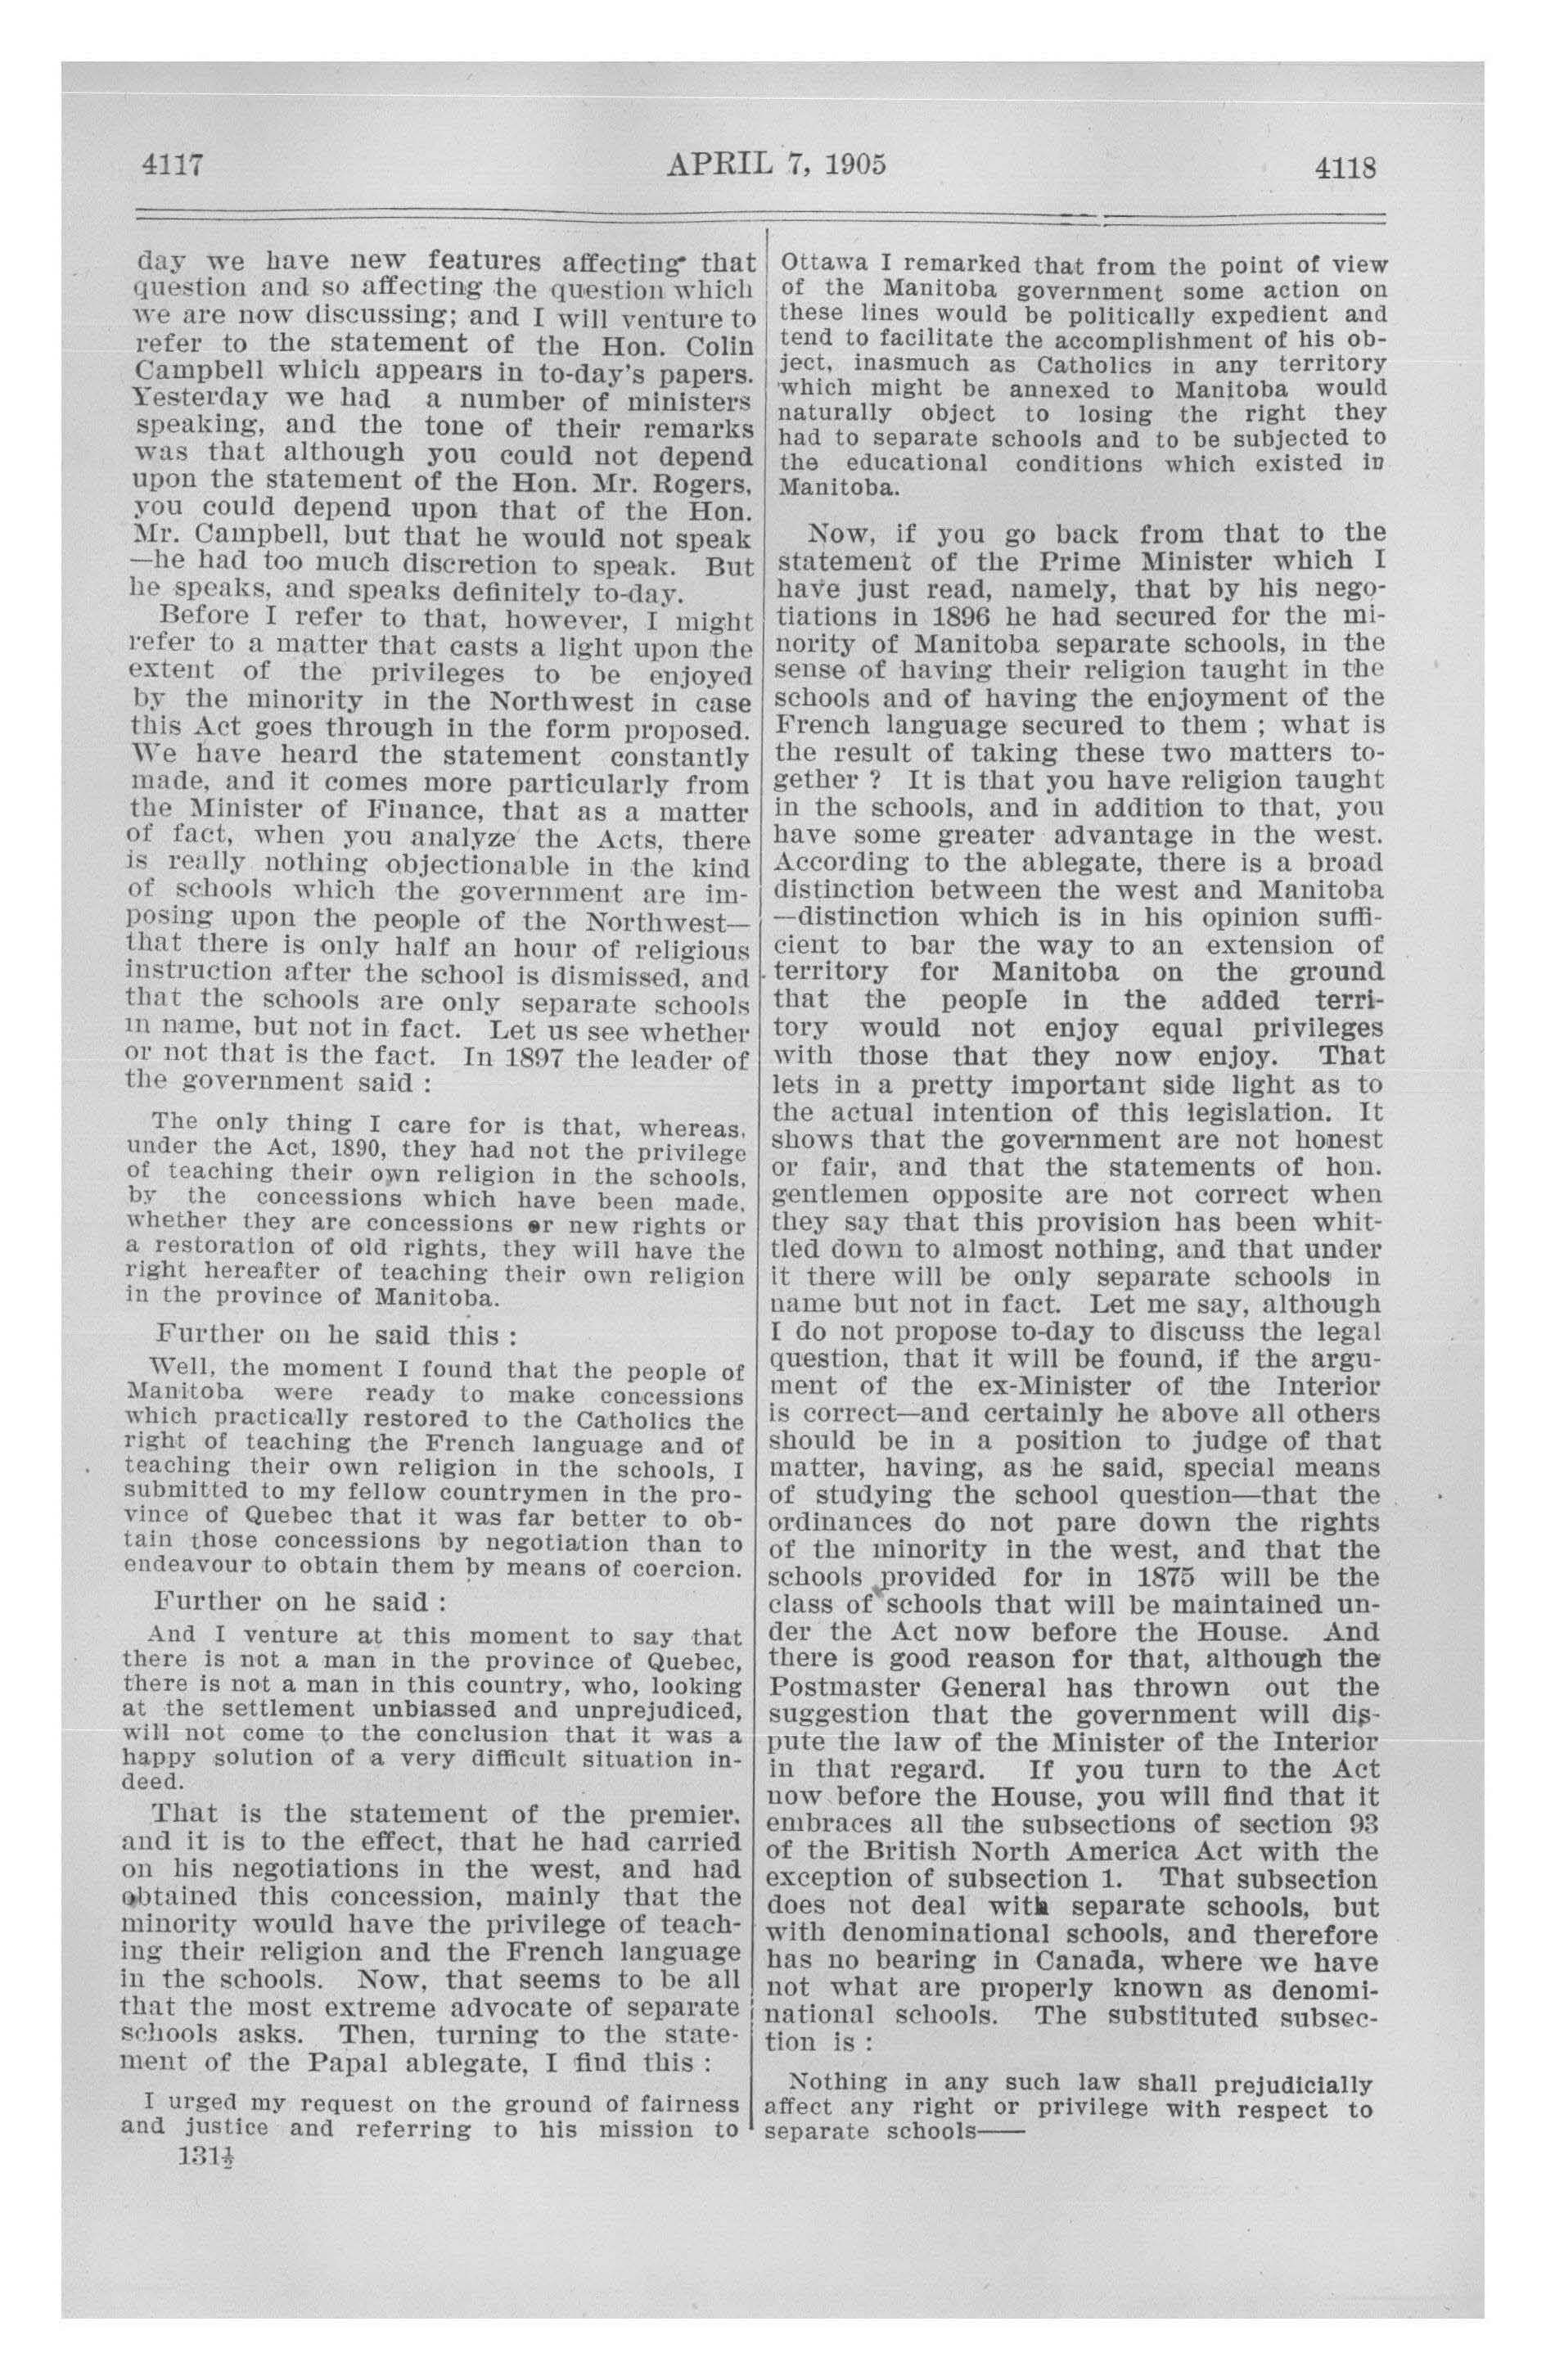 4117 APRIL 7, 1905 4118
day we have new features affecting that
question and so affecting the question which
we are now discussing; and I will venture to
refer to the statement of the Hon. Colin
Campbell which appears in to-day's papers.
Yesterday we had a number of ministers
speaking, and the tone of their remarks
was that although you could not depend
upon the statement of the Hon. Mr. Rogers,
you could depend upon that of the Hon.
Mr. Campbell, but that he would not speak
—he had too much discretion to speak. But
he speaks, and speaks definitely to-day.
Before I refer to that, however, I might
refer to a matter that casts a light upon the
extent of the privileges to be enjoyed
by the minority in the Northwest in case
this Act goes through in the form proposed.
We have heard the statement constantly
made, and it comes more particularly from
the Minister of Finance, that as a matter
of fact, when you analyze the Acts, there
is really nothing objectionable in the kind
of schools which the government are im-
posing upon the people of the Northwest—
that there is only half an hour of religious
instruction after the school is dismissed, and
that the schools are only separate schools
in name, but not in fact. Let us see whether
or not that is the fact. In 1897 the leader of
the government said :
The only thing I care for is that, whereas,
under the Act, 1890, they had not the privilege
of teaching their own religion in the schools,
by the concessions which have been made,
whether they are concessions or new rights or
a restoration of old rights, they will have the
right hereafter of teaching their own religion
in the province of Manitoba.
Further on he said this :
Well, the moment I found that the people of
Manitoba were ready to make concessions
which practically restored to the Catholics the
right of teaching the French language and of
teaching their own religion in the schools, I
submitted to my fellow countrymen in the pro-
vince of Quebec that it was far better to ob-
tain those concessions by negotiation than to
endeavour to obtain them by means of coercion.
Further on he said :
And I venture at this moment to say that
there is not a man in the province of Quebec,
there is not a man in this country, who, looking
at the settlement unbiassed and unprejudiced,
will not come to the conclusion that it was a
happy solution of a very difficult situation in-
deed.
That is the statement of the premier,
and it is to the effect, that he had carried
on his negotiations in the west, and had
obtained this concession, mainly that the
minority would have the privilege of teach-
ing their religion and the French language
in the schools. Now, that seems to be all
that the most extreme advocate of separate
schools asks. Then, turning to the state-
ment of the Papal ablegate, I find this :
I urged my request on the ground of fairness
and justice and referring to his mission to
131½
Ottawa I remarked that from the point of view
of the Manitoba government some action on
these lines would be politically expedient and
tend to facilitate the accomplishment of his ob-
ject, inasmuch as Catholics in any territory
which might be annexed to Manitoba would
naturally object to losing the right they
had to separate schools and to be subjected to
the educational conditions which existed in
Manitoba.
Now, if you go back from that to the
statement of the Prime Minister which I
have just read, namely, that by his nego-
tiations in 1896 he had secured for the mi-
nority of Manitoba separate schools, in the
sense of having their religion taught in the
schools and of having the enjoyment of the
French language secured to them ; what is
the result of taking these two matters to-
gether ? It is that you have religion taught
in the schools, and in addition to that, you
have some greater advantage in the west.
According to the ablegate, there is a broad
distinction between the west and Manitoba
—distinction which is in his opinion suffi-
cient to bar the way to an extension of
territory for Manitoba on the ground
that the people in the added terri-
tory would not enjoy equal privileges
with those that they now enjoy. That
lets in a pretty important side light as to
the actual intention of this legislation. It
shows that the government are not honest
or fair, and that the statements of hon.
gentlemen opposite are not correct when
they say that this provision has been whit-
tled down to almost nothing, and that under
it there will be only separate schools in
name but not in fact. Let me say, although
I do not propose to-day to discuss the legal
question, that it will be found, if the argu-
ment of the ex-Minister of the Interior
is correct—and certainly he above all others
should be in a position to judge of that
matter, having, as he said, special means
of studying the school question—that the
ordinances do not pare down the rights
of the minority in the west, and that the
schools provided for in 1875 will be the
class of schools that will be maintained un-
der the Act now before the House. And
there is good reason for that, although the
Postmaster General has thrown out the
suggestion that the government will dis-
pute the law of the Minister of the Interior
in that regard. If you turn to the Act
now before the House, you will find that it
embraces all the subsections of section 93
of the British North America Act with the
exception of subsection 1. That subsection
does not deal with separate schools, but
with denominational schools, and therefore
has no bearing in Canada, where we have
not what are properly known as denomi-
national schools. The substituted subsec-
tion is :
Nothing in any such law shall prejudicially
affect any right or privilege with respect to
separate schools——